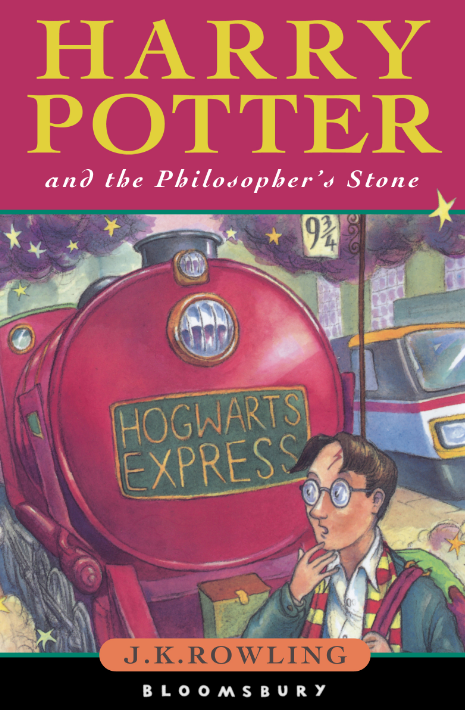 HARRY
POTTER
and the Philosopher's Stone
9¾
HOGWARTS
EXPRESS
J.K.ROWLING
BLOOMSBURY